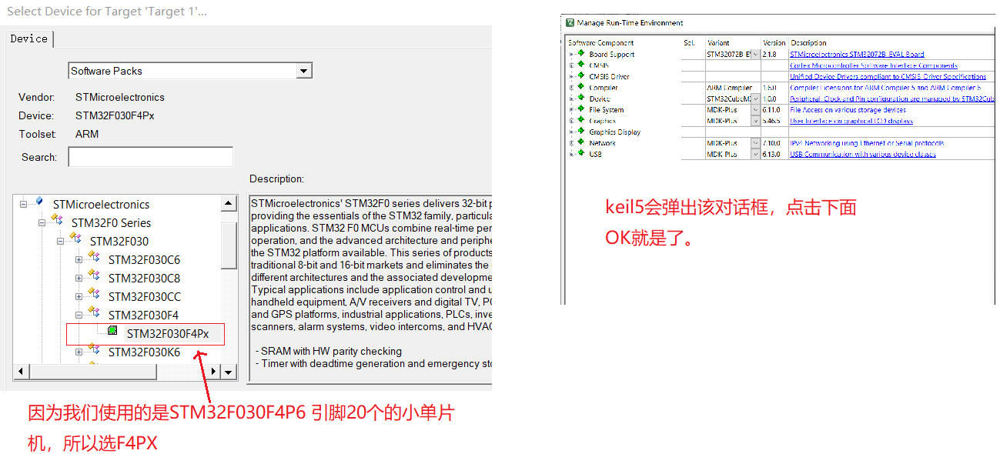 Select Device for Target 'Target 1'...
Device
Software Packs
Vendor: STMicroelectronics
Device: STM32F030F4Px
Toolset: ARM
Search:
Description:
STMicroelectronics
STM32F0 Series
STM32F030
STM32F030C6
STM32F030C8
STM32F030CC
STM32F030F4
STM32F030F4Px
STM32F030K6
STMicroelectronics' STM32F0 series delivers 32-bit
providing the essentials of the STM32 family, particula
applications. STM32 F0 MCUs combine real-time per
operation, and the advanced architecture and periphe
the STM32 platform available. This series of products
traditional 8-bit and 16-bit markets and eliminates the
different architectures and the associated developme
Typical applications include application control and u
handheld equipment, A/V receivers and digital TV, PC
and GPS platforms, industrial applications, PLCs, inve
scanners, alarm systems, video intercoms, and HVAC
- SRAM with HW parity checking
- Timer with deadtime generation and emergency sto
因为我们使用的是STM32F030F4P6 引脚20个的小单片
机，所以选F4PX
Manage Run-Time Environment
Software Component Sel. Variant Version Description
Board Support STM32072B-E 2.1.8 STMicroelectronics STM32072B-EVAL Board
CMSIS Cortex Microcontroller Software Interface Components
CMSIS Driver Unified Device Drivers compliant to CMSIS-Driver Specifications
Compiler ARM Compiler 1.6.0 Compiler Extensions for ARM Compiler 5 and ARM Compiler 6
Device STM32CubeM 1.0.0 Peripheral, Clock and Pin configuration are managed by STM32Cub
File System MDK-Plus 6.11.0 File Access on various storage devices
Graphics MDK-Plus 5.46.5 User Interface on graphical LCD displays
Graphics Display
Network MDK-Plus 7.10.0 IPv4 Networking using Ethernet or Serial protocols
USB MDK-Plus 6.13.0 USB Communication with various device classes
keil5会弹出该对话框，点击下面
OK就是了。